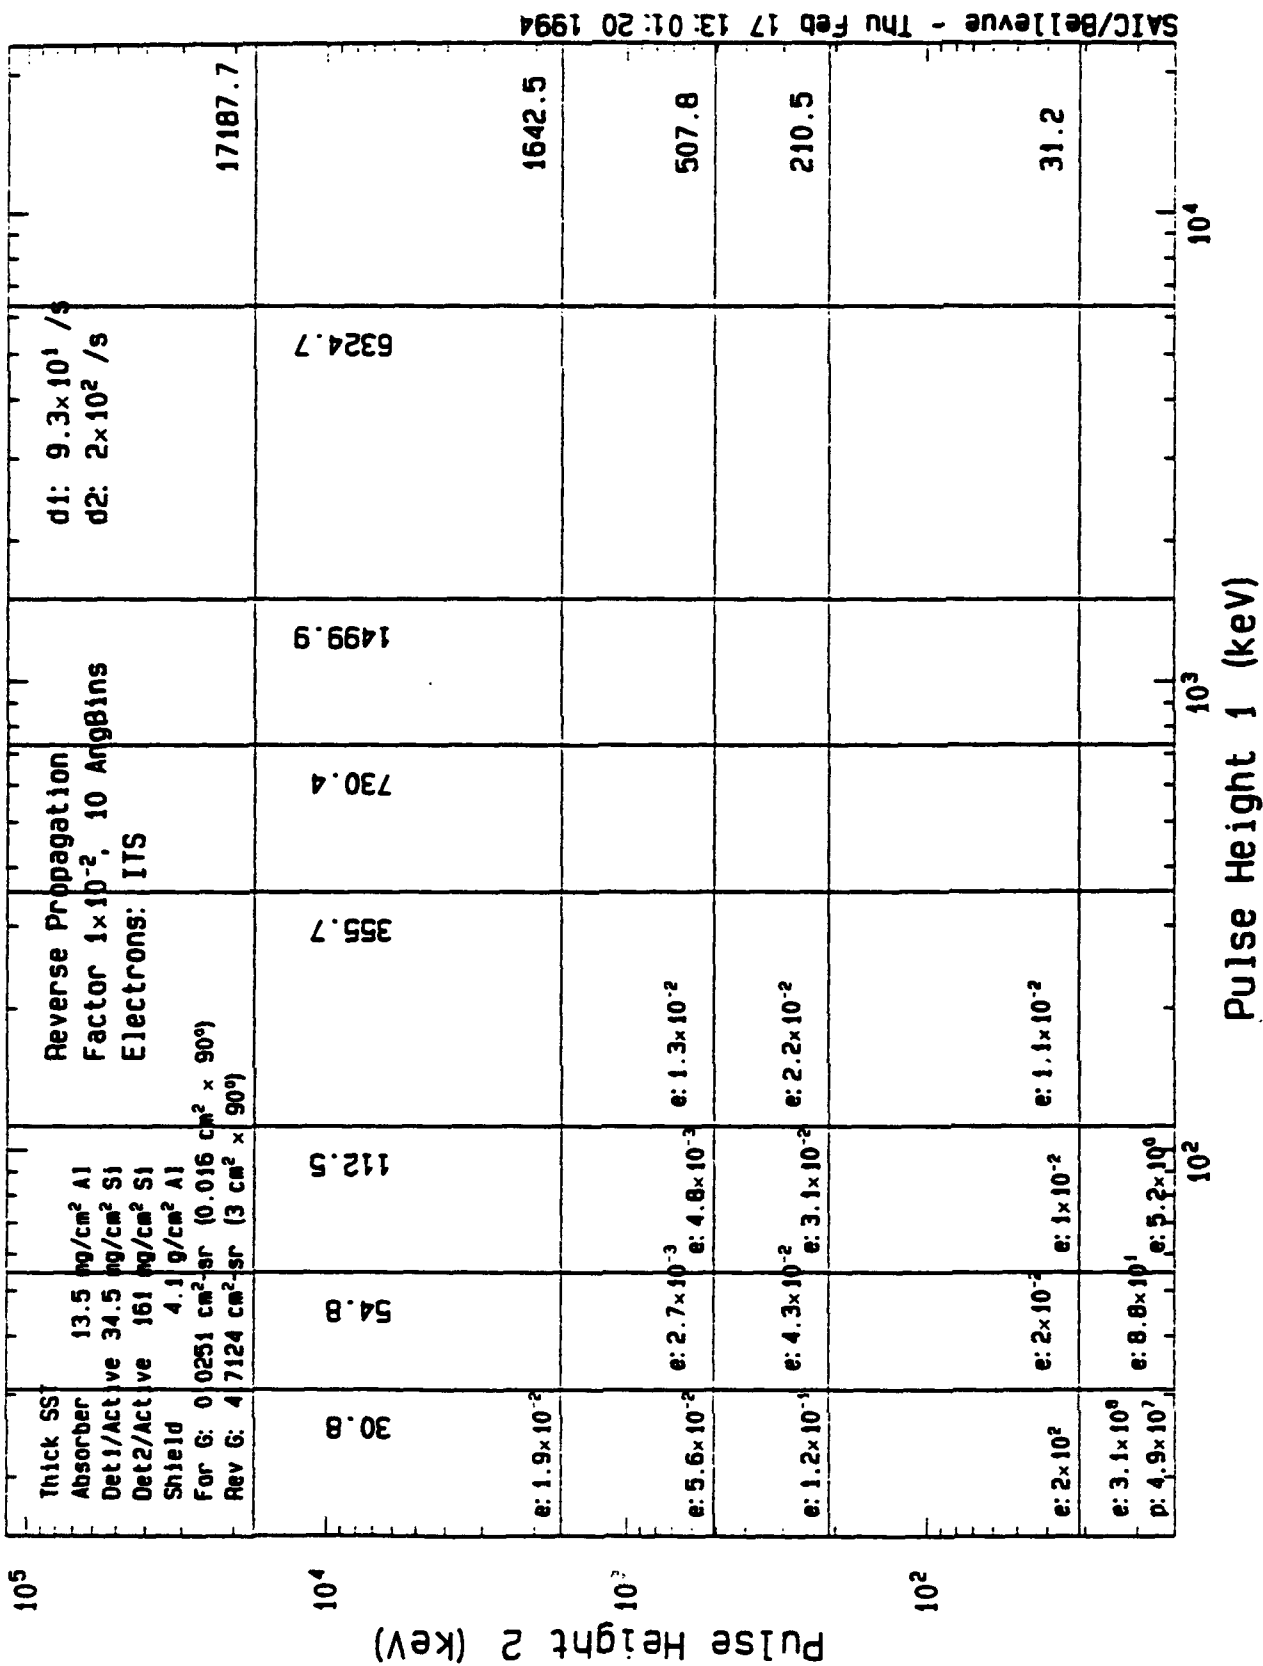 SAIC/Bellevue - Thu Feb 17 13:01:20 1994
Thick SST
Absorber 13.5 mg/cm² Al
Det1/Active 34.5 mg/cm² Si
Det2/Active 161 mg/cm² Si
Shield 4.1 g/cm² Al
For G: 0.0251 cm²-sr (0.016 cm² × 90º)
Rev G: 4.7124 cm²-sr (3 cm² × 90º)
Reverse Propagation
Factor 1×10⁻², 10 AngBins
Electrons: ITS
d1: 9.3×10¹ /s
d2: 2×10² /s
17187.7
30.8
54.8
112.5
355.7
730.4
1499.9
6324.7
e: 1.9×10⁻²
1642.5
e: 5.6×10⁻²
e: 2.7×10⁻³
e: 4.8×10⁻³
e: 1.3×10⁻²
507.8
e: 1.2×10⁻¹
e: 4.3×10⁻²
e: 3.1×10⁻²
e: 2.2×10⁻²
210.5
e: 2×10²
e: 2×10⁻²
e: 1×10⁻²
e: 1.1×10⁻²
31.2
e: 3.1×10⁸
p: 4.9×10⁷
e: 8.8×10¹
e: 5.2×10⁰
10⁵
10⁴
10³
10²
Pulse Height 2 (keV)
10²
10³
10⁴
Pulse Height 1 (keV)